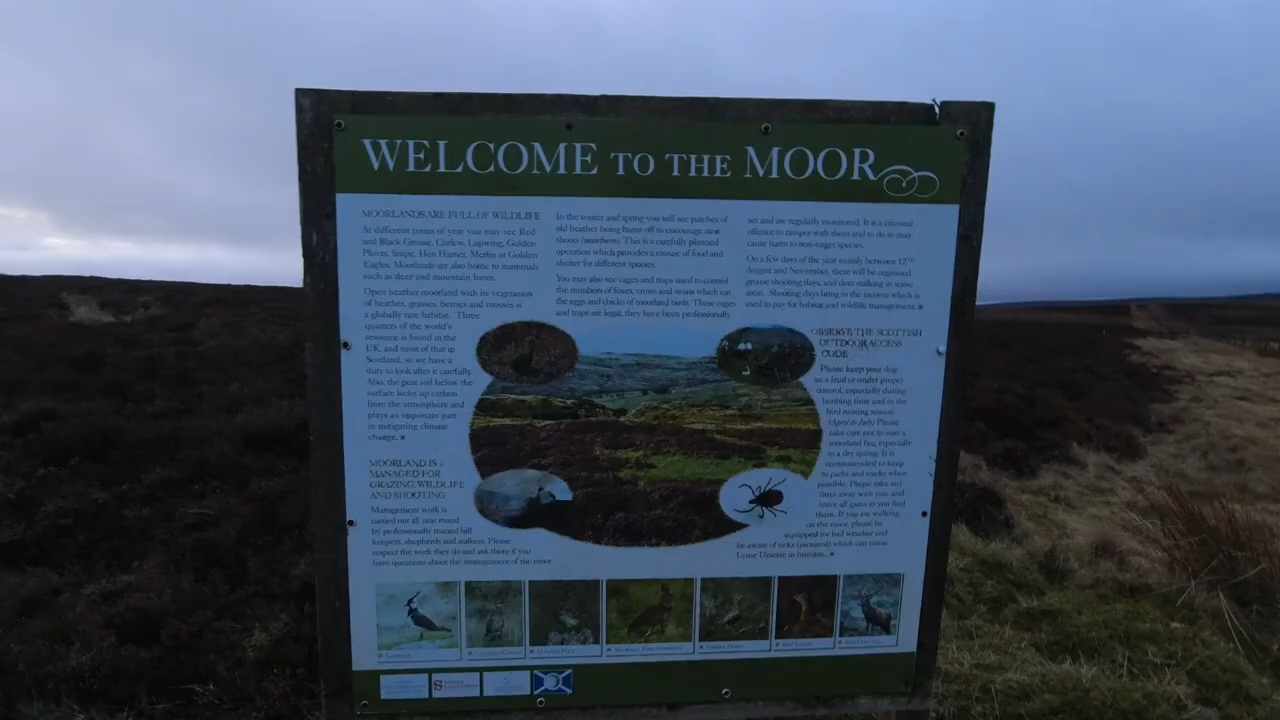 WELCOME TO THE MOOR
MOORLANDS ARE FULL OF WILDLIFE
At different times of year you may see Red
and Black Grouse, Curlew, Lapwing, Golden
Plover, Snipe, Hen Harrier, Merlin or Golden
Eagles. Moorlands are also home to mammals
such as deer and mountain hares.
Open heather moorland with its vegetation
of heather, grasses, berries and mosses is
a globally rare habitat. Three
quarters of the world's
resource is found in the
UK, and most of that in
Scotland, so we have a
duty to look after it carefully.
Also, the peat soil below the
surface locks up carbon
from the atmosphere and
plays an important part
in mitigating climate
change.
MOORLAND IS
MANAGED FOR
GRAZING, WILDLIFE
AND SHOOTING
Management work is
carried out all year round
by professionally trained hill
keepers, shepherds and stalkers. Please
respect the work they do and ask them if you
have questions about the management of the moor
In the winter and spring you will see patches of
old heather being burnt off to encourage new
shoots (muirburn). This is a carefully planned
operation which provides a mosaic of food and
shelter for different species.
You may also see cages and traps used to control
the numbers of foxes, crows and stoats which eat
the eggs and chicks of moorland birds. These cages
and traps are legal, they have been professionally
set and are regularly monitored. It is a criminal
offence to tamper with them and to do so may
cause harm to non-target species.
On a few days of the year mainly between 12TH
August and November, there will be organised
grouse shooting days, and deer stalking in some
areas. Shooting days bring in the income which is
used to pay for habitat and wildlife management.
OBSERVE THE SCOTTISH
OUTDOOR ACCESS
CODE
Please keep your dog
on a lead or under proper
control, especially during
lambing time and in the
bird nesting season
(April to July) Please
take care not to start a
moorland fire, especially
in a dry spring. It is
recommended to keep
to paths and tracks when
possible. Please take any
litter away with you and
leave all gates as you find
them. If you are walking
on the moor, please be
equipped for bad weather and
be aware of ticks (pictured) which can cause
Lyme Disease in humans.
Lapwing
Golden Plover
Red Grouse